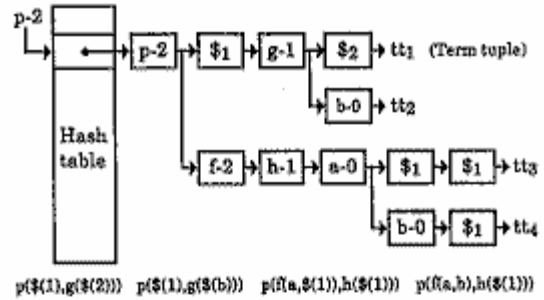 p-2
p-2 $1 g-1 $2 tt1 (Term tuple)
b-0 tt2
Hash
table
f-2 h-1 a-0 $1 $1 tt3
b-0 $1 tt4
p($(1),g($(2))) p($(1),g($(b))) p(f(a,$(1)),h($(1))) p(f(a,b),h($(1)))